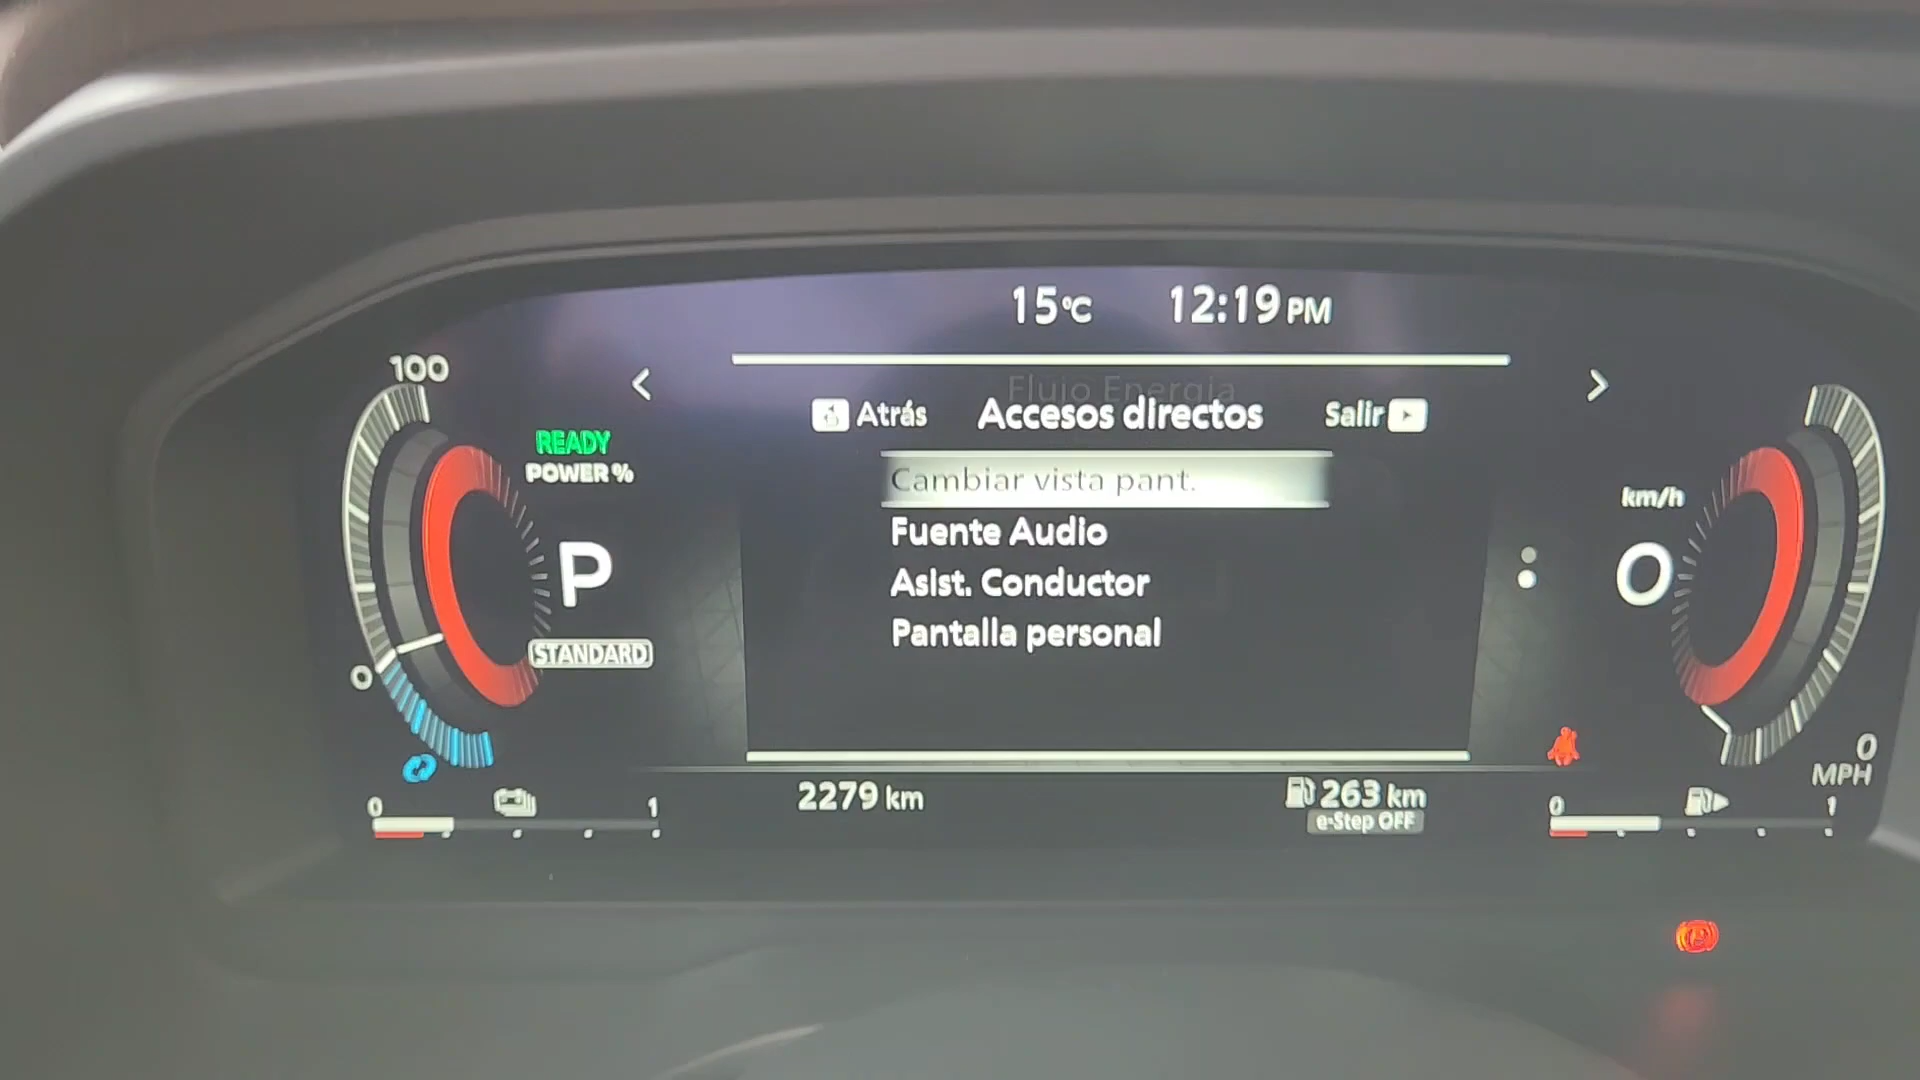 15°C 12:19 PM
Flujo Energía
Atrás Accesos directos Salir
Cambiar vista pant.
Fuente Audio
Asist. Conductor
Pantalla personal
100
READY
POWER %
P
STANDARD
0
km/h
0
0
MPH
2279 km
263 km
e-Step OFF
0 1
0 1